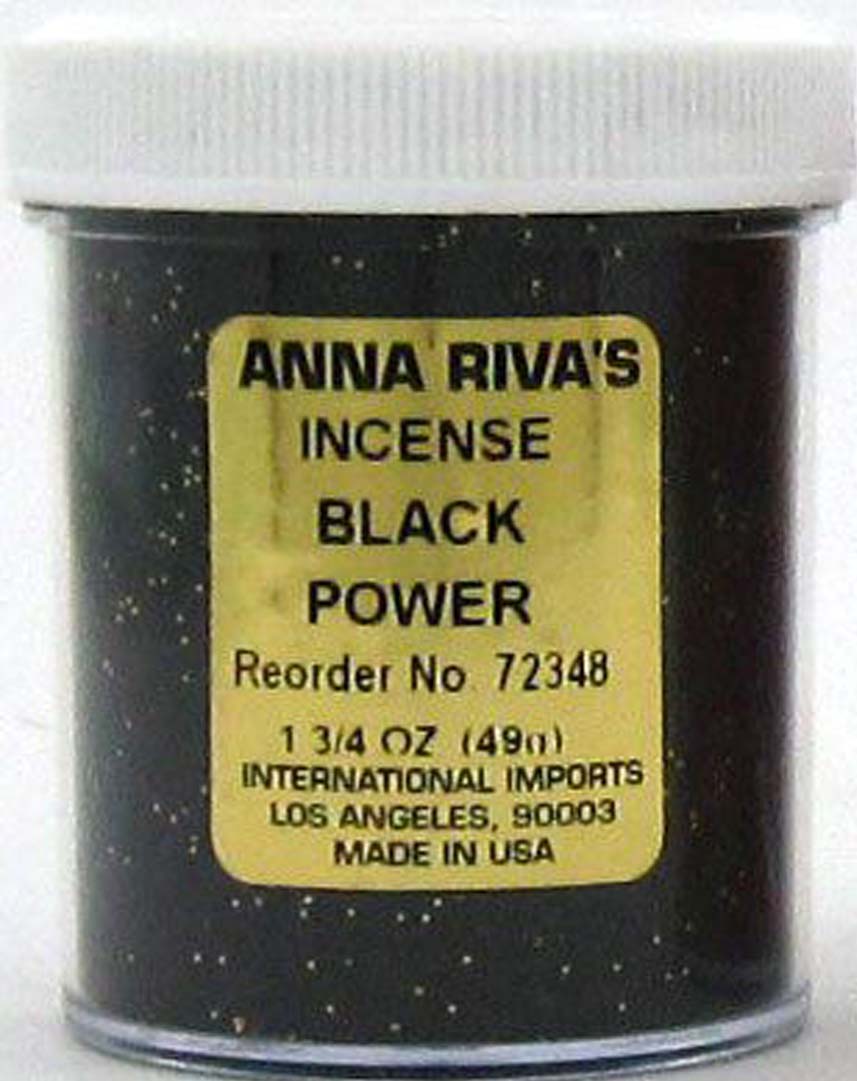 ANNA RIVA'S
INCENSE
BLACK
POWER
Reorder No 72348
1 3/4 OZ (49g)
INTERNATIONAL IMPORTS
LOS ANGELES, 90003
MADE IN USA